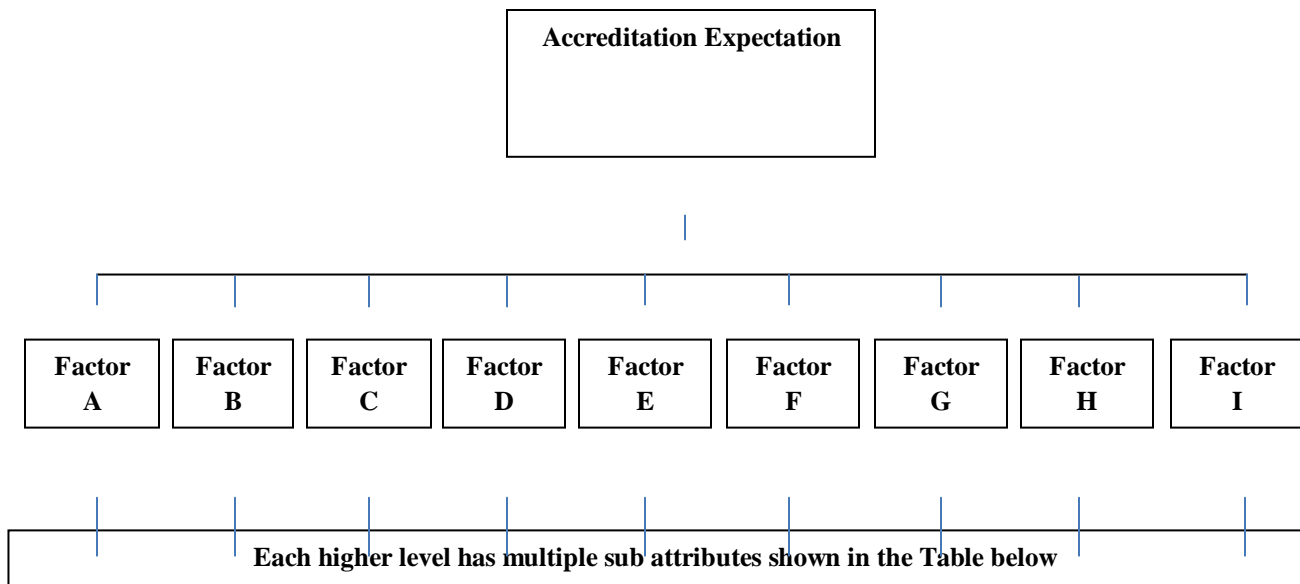 Accreditation Expectation
Factor
A
Factor
B
Factor
C
Factor
D
Factor
E
Factor
F
Factor
G
Factor
H
Factor
I
Each higher level has multiple sub attributes shown in the Table below